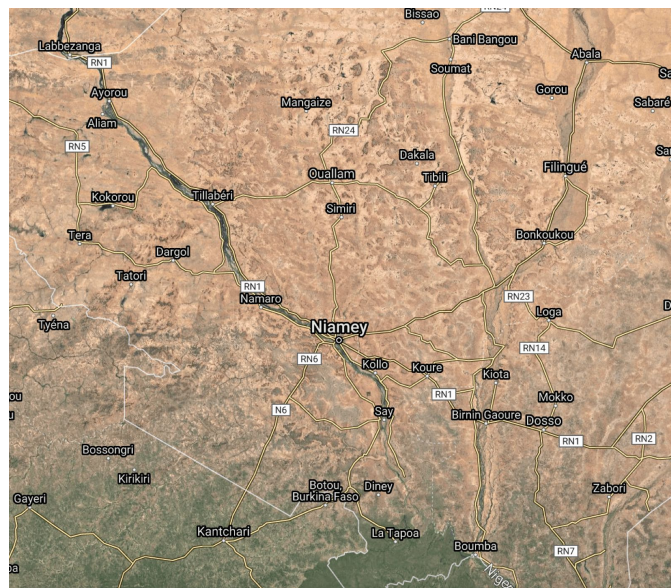 Bissao
RN24
Labbezanga
Bani Bangou
Abala
RN1
Soumat
Ayorou
Mangaize
Gorou
Sabaré
Aliam
RN24
RN5
Dakala
Filingué
Ouallam
Tibili
Kokorou
Tillabéri
Simiri
Tera
Bonkoukou
Dargol
Tatori
RN1
Namaro
RN23
Loga
Tyéna
Niamey
RN14
RN6
Kollo
Koure
Kiota
RN1
Mokko
N6
Say
Birnin Gaoure
Dosso
RN1
RN2
Bossongri
Kirikiri
Botou,
Burkina Faso
Diney
Zabori
Gayeri
Kantchari
La Tapoa
Boumba
RN7
Niger